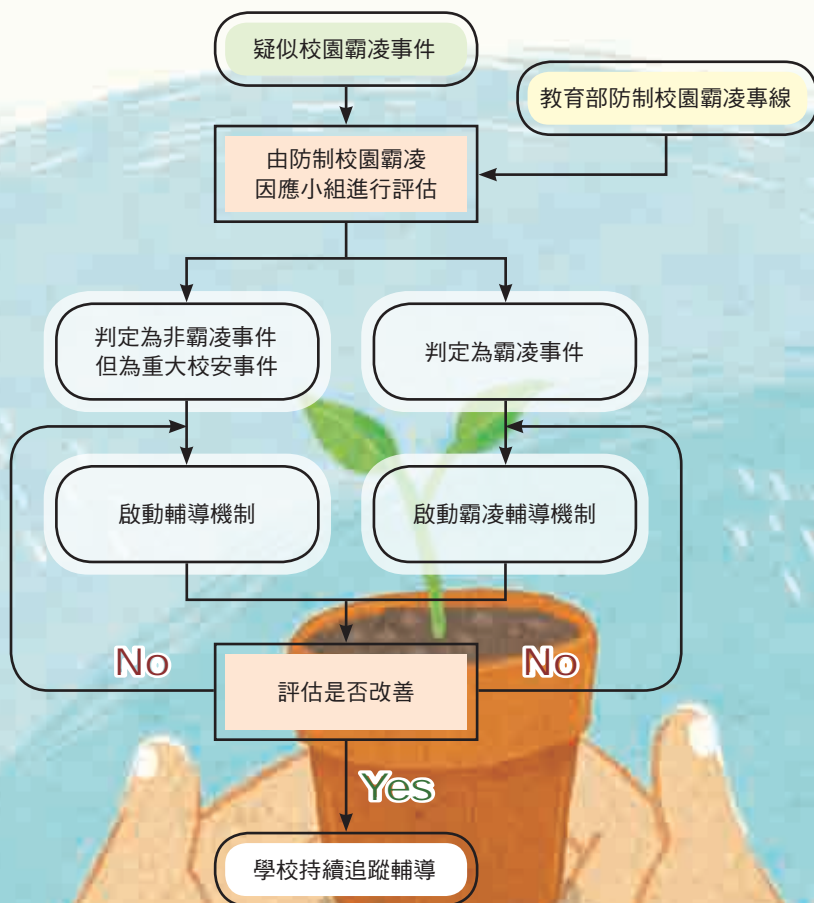 疑似校園霸凌事件
教育部防制校園霸凌專線
由防制校園霸凌
因應小組進行評估
判定為非霸凌事件
但為重大校安事件
判定為霸凌事件
啟動輔導機制
啟動霸凌輔導機制
No
No
評估是否改善
Yes
學校持續追蹤輔導